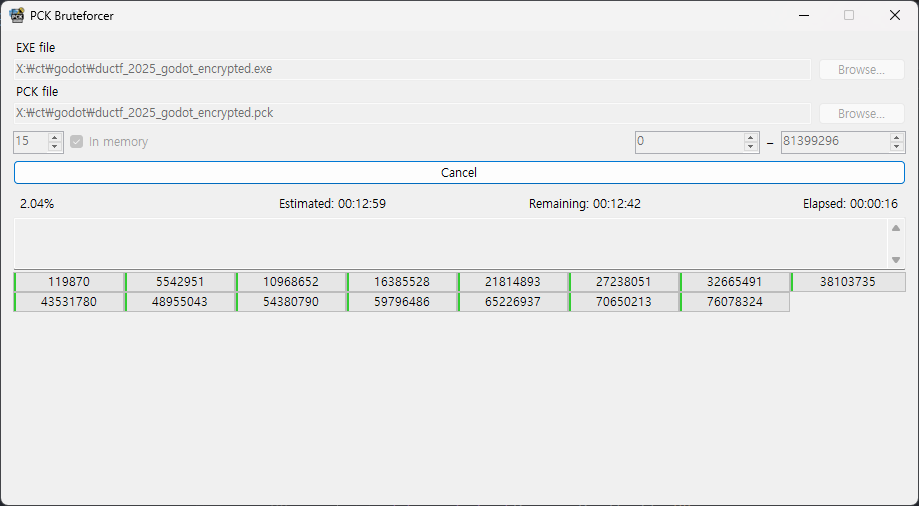 PCK Bruteforcer
EXE file
X:₩ct₩godot₩ductf_2025_godot_encrypted.exe Browse...
PCK file
X:₩ct₩godot₩ductf_2025_godot_encrypted.pck Browse...
15 In memory 0 – 81399296
Cancel
2.04% Estimated: 00:12:59 Remaining: 00:12:42 Elapsed: 00:00:16
119870 5542951 10968652 16385528 21814893 27238051 32665491 38103735
43531780 48955043 54380790 59796486 65226937 70650213 76078324